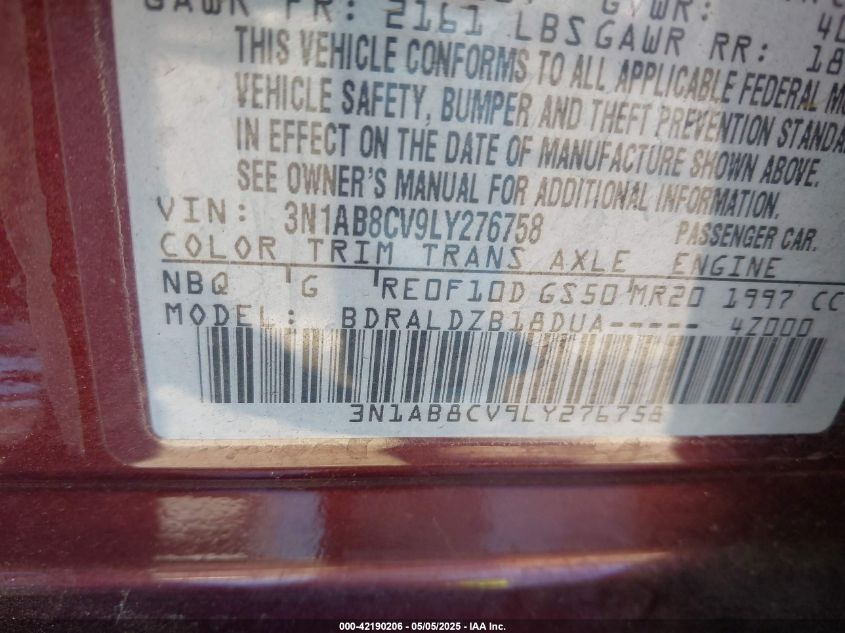 GAWR FR: 2161 LBS GAWR RR: 18
THIS VEHICLE CONFORMS TO ALL APPLICABLE FEDERAL MO
VEHICLE SAFETY, BUMPER AND THEFT PREVENTION STANDA
IN EFFECT ON THE DATE OF MANUFACTURE SHOWN ABOVE.
SEE OWNER'S MANUAL FOR ADDITIONAL INFORMATION.
VIN: 3N1AB8CV9LY276758 PASSENGER CAR.
COLOR TRIM TRANS AXLE ENGINE
NBQ G RE0F10D GS50 MR20 1997 CC
MODEL: BDRALDZB18DUA----- 4Z000
3N1AB8CV9LY276758
000-42190206 - 05/05/2025 - IAA Inc.